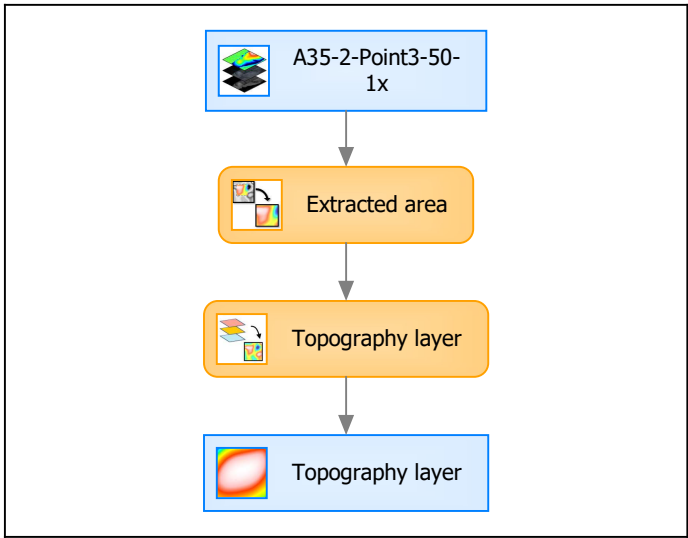 A35-2-Point3-50-
1x
Extracted area
Topography layer
Topography layer